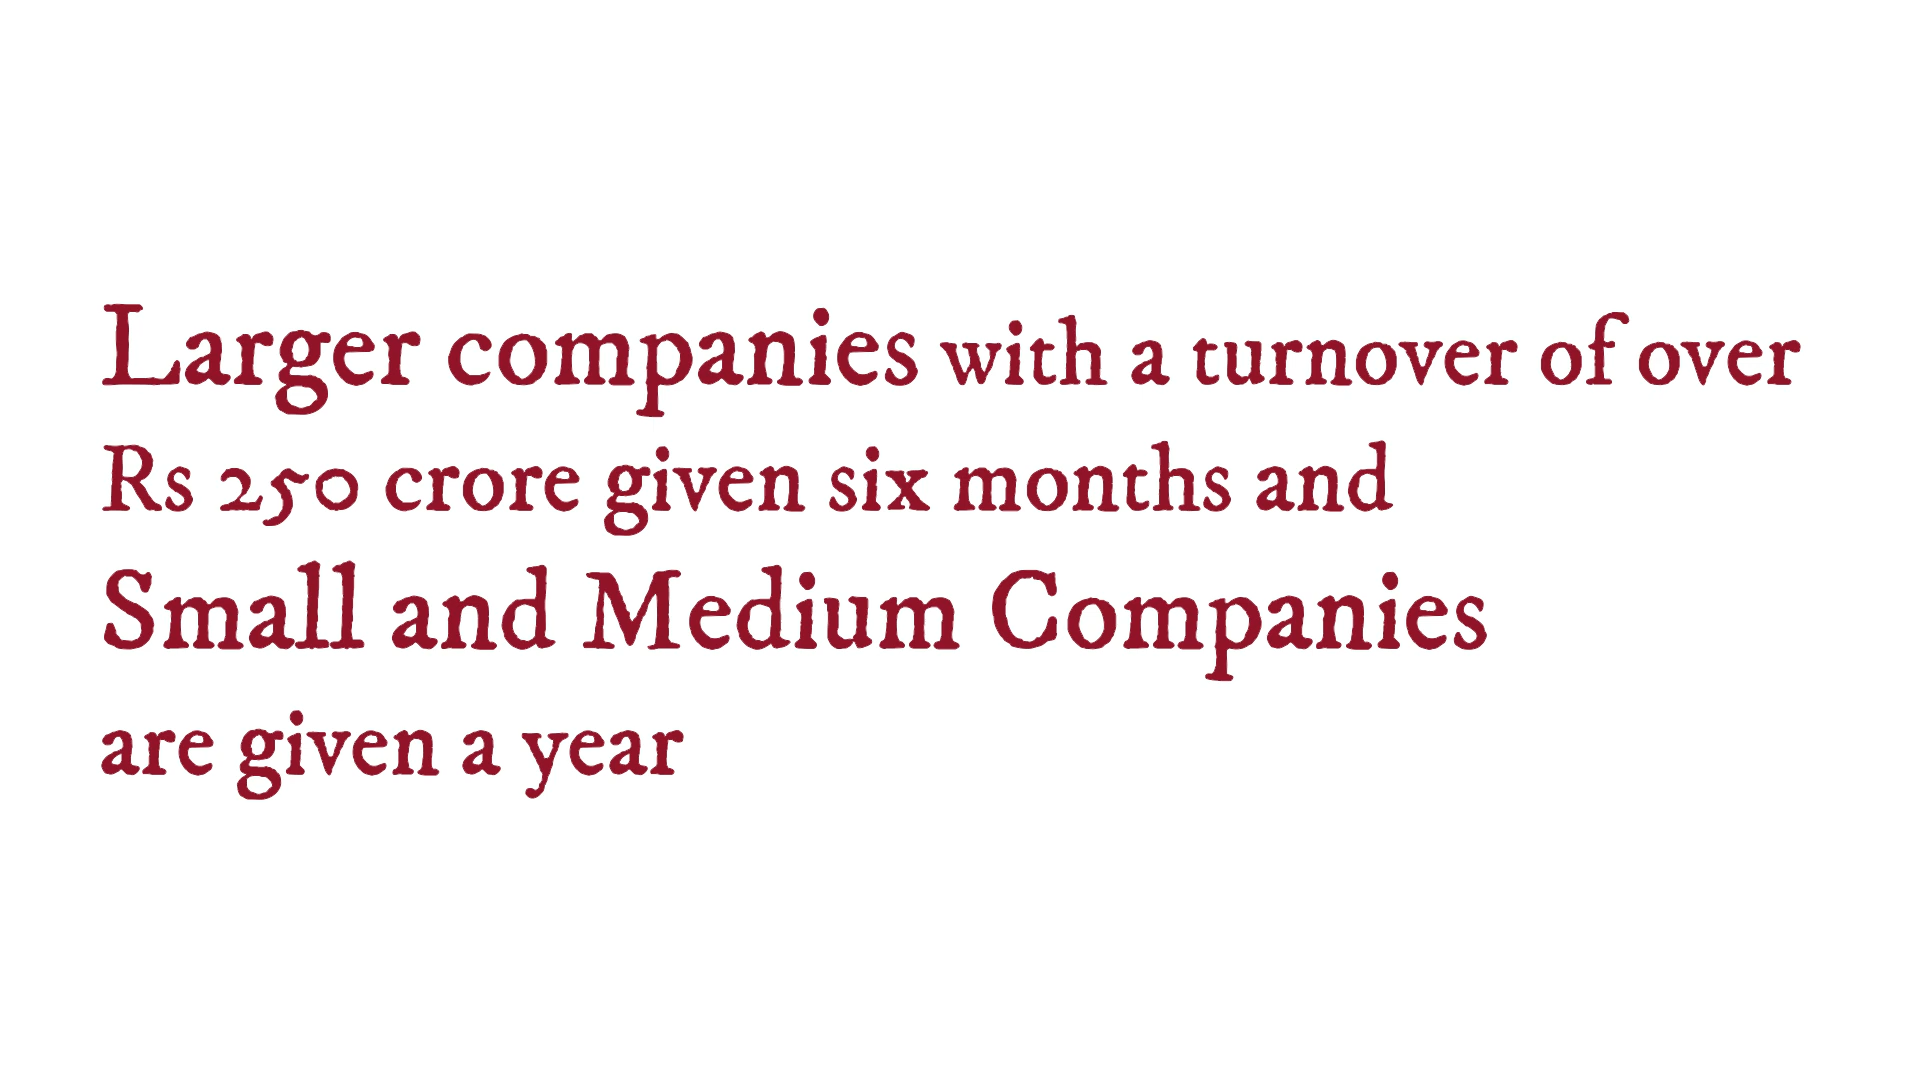 Larger companies with a turnover of over
Rs 250 crore given six months and
Small and Medium Companies
are given a year